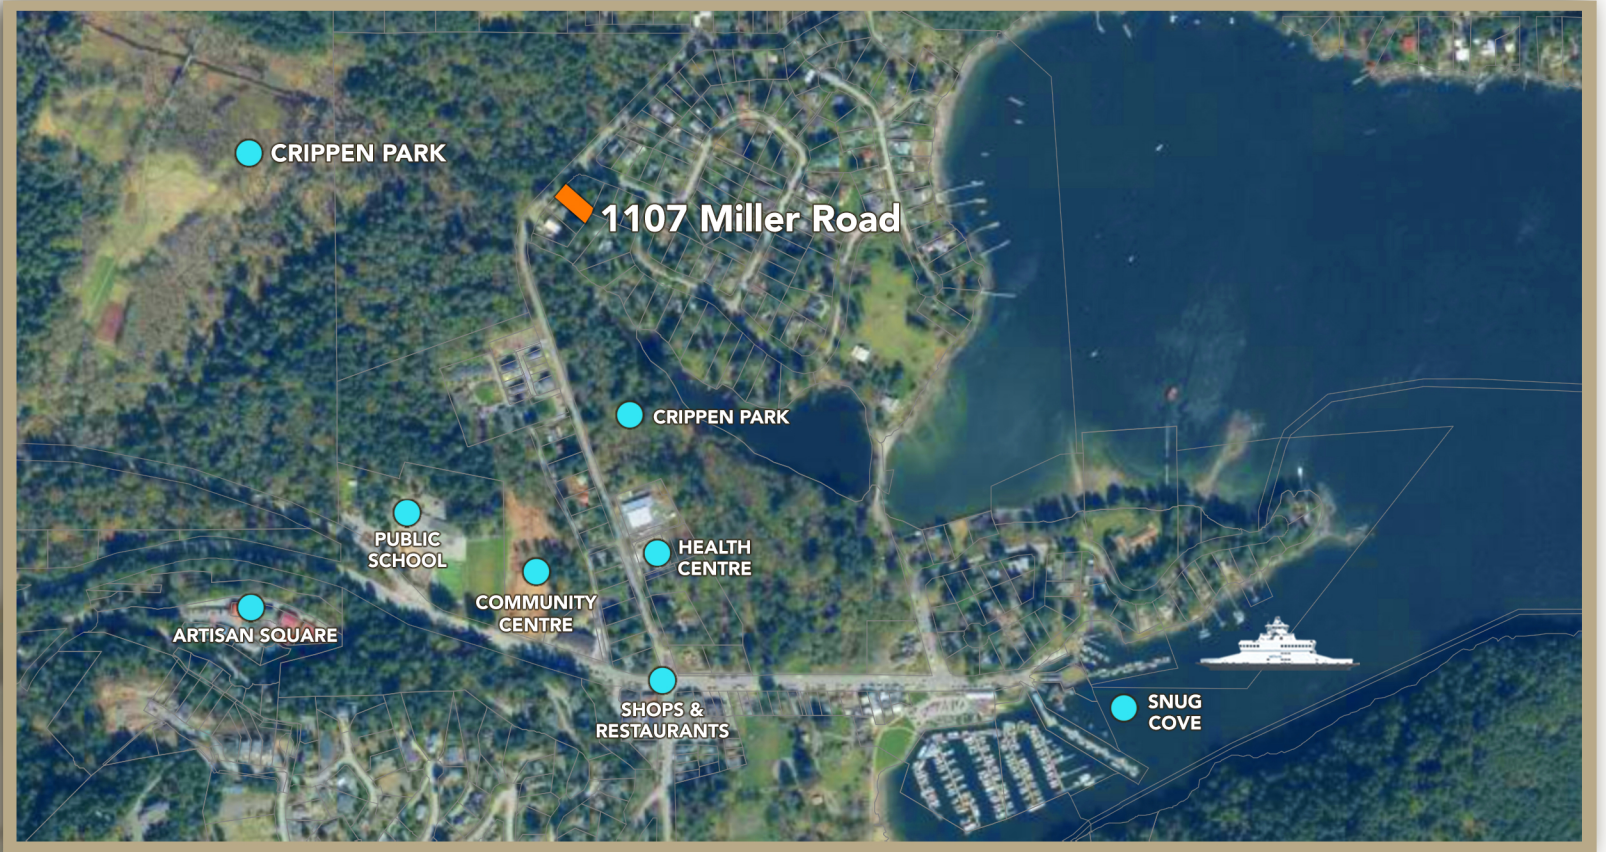 CRIPPEN PARK
1107 Miller Road
CRIPPEN PARK
PUBLIC
SCHOOL
HEALTH
CENTRE
COMMUNITY
CENTRE
ARTISAN SQUARE
SHOPS &
RESTAURANTS
SNUG
COVE